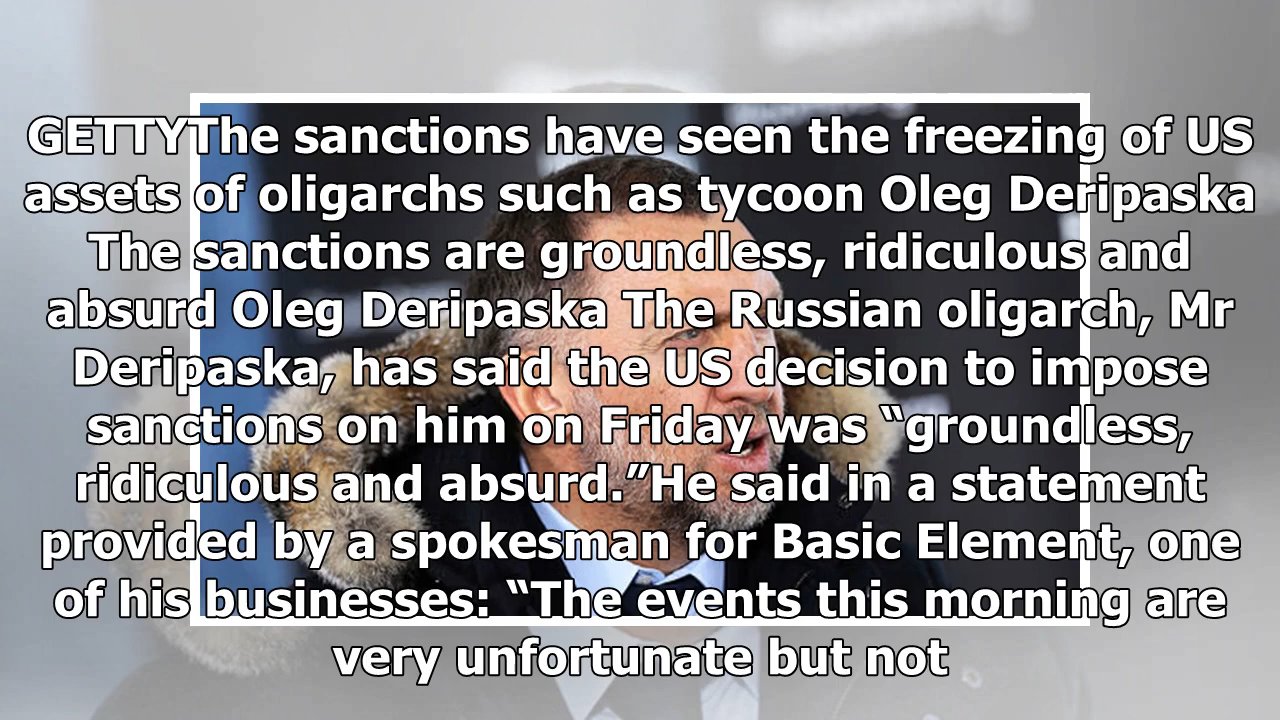 GETTYThe sanctions have seen the freezing of US
assets of oligarchs such as tycoon Oleg Deripaska
The sanctions are groundless, ridiculous and
absurd Oleg Deripaska The Russian oligarch, Mr
Deripaska, has said the US decision to impose
sanctions on him on Friday was “groundless,
ridiculous and absurd.”He said in a statement
provided by a spokesman for Basic Element, one
of his businesses: “The events this morning are
very unfortunate but not